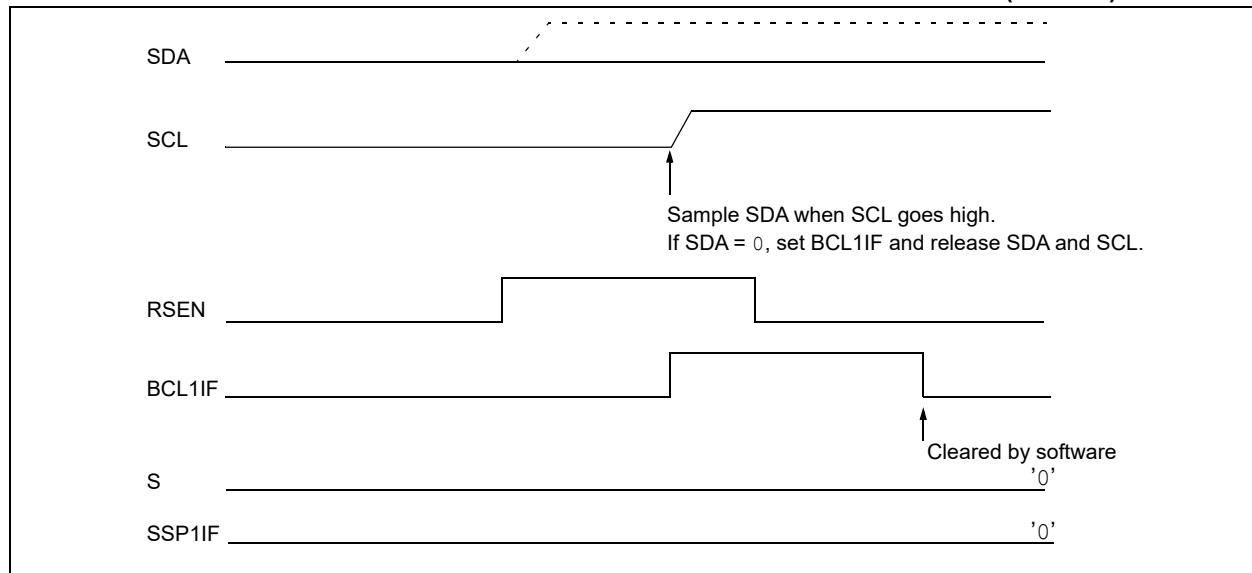 SDA
SCL
Sample SDA when SCL goes high.
If SDA = 0, set BCL1IF and release SDA and SCL.
RSEN
BCL1IF
Cleared by software
S
'0'
SSP1IF
'0'